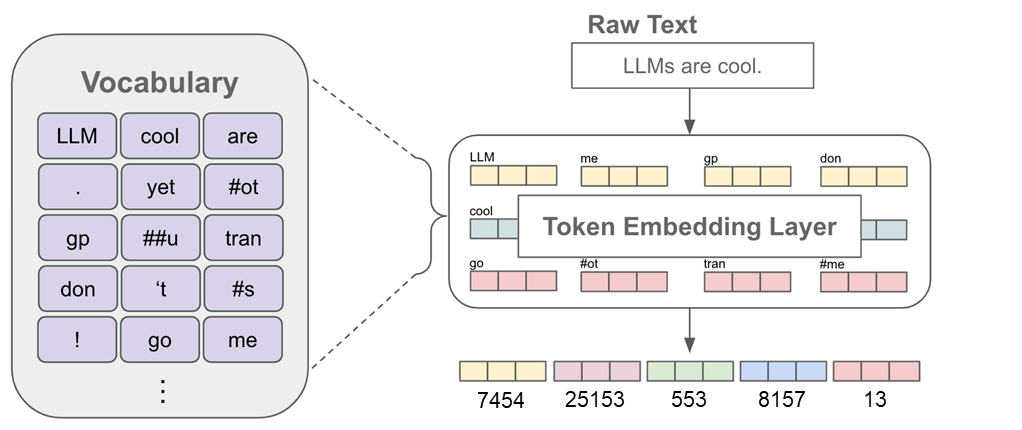 Vocabulary
LLM cool are
. yet #ot
gp ##u tran
don ‘t #s
! go me
⋮
Raw Text
LLMs are cool.
LLM me gp don
cool
Token Embedding Layer
go #ot tran #me
7454 25153 553 8157 13